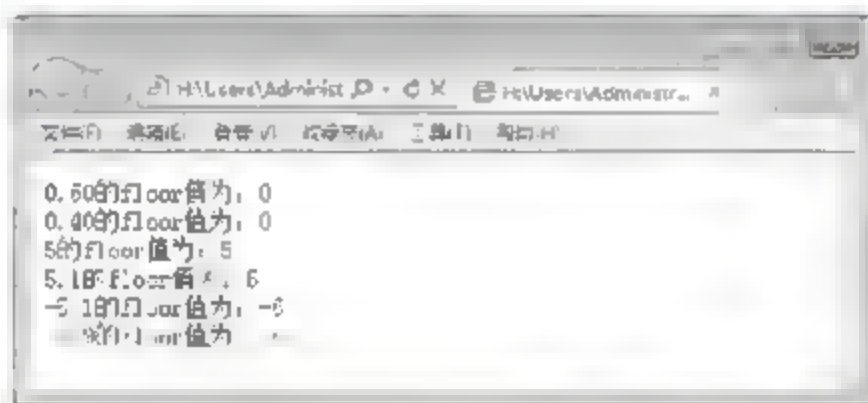 H:\Users\Administ
H:\Users\Administr...
文件(F) 编辑(E) 查看(V) 收藏夹(A) 工具(T) 帮助(H)
0.60的floor值为：0
0.40的floor值为：0
5的floor值为：5
5.1的floor值为：5
-5.1的floor值为：-6
的floor值为